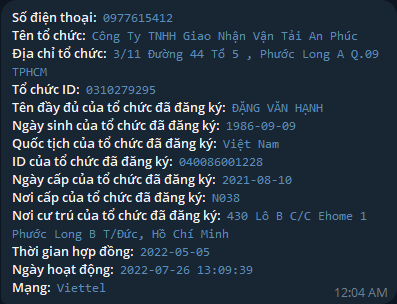 Số điện thoại: 0977615412
Tên tổ chức: Công Ty TNHH Giao Nhận Vận Tải An Phúc
Địa chỉ tổ chức: 3/11 Đường 44 Tổ 5 , Phước Long A Q.09
TPHCM
Tổ chức ID: 0310279295
Tên đầy đủ của tổ chức đã đăng ký: ĐẶNG VĂN HẠNH
Ngày sinh của tổ chức đã đăng ký: 1986-09-09
Quốc tịch của tổ chức đã đăng ký: Việt Nam
ID của tổ chức đã đăng ký: 040086001228
Ngày cấp của tổ chức đã đăng ký: 2021-08-10
Nơi cấp của tổ chức đã đăng ký: N038
Nơi cư trú của tổ chức đã đăng ký: 430 Lô B C/C Ehome 1
Phước Long B T/Đức, Hồ Chí Minh
Thời gian hợp đồng: 2022-05-05
Ngày hoạt động: 2022-07-26 13:09:39
Mạng: Viettel
12:04 AM